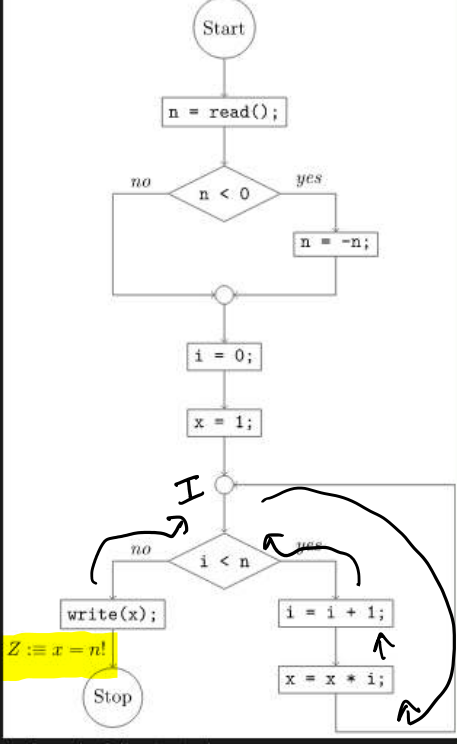 Start
n = read();
no
n < 0
yes
n = -n;
i = 0;
x = 1;
I
no
i < n
yes
write(x);
i = i + 1;
Z :≡ x = n!
x = x * i;
Stop